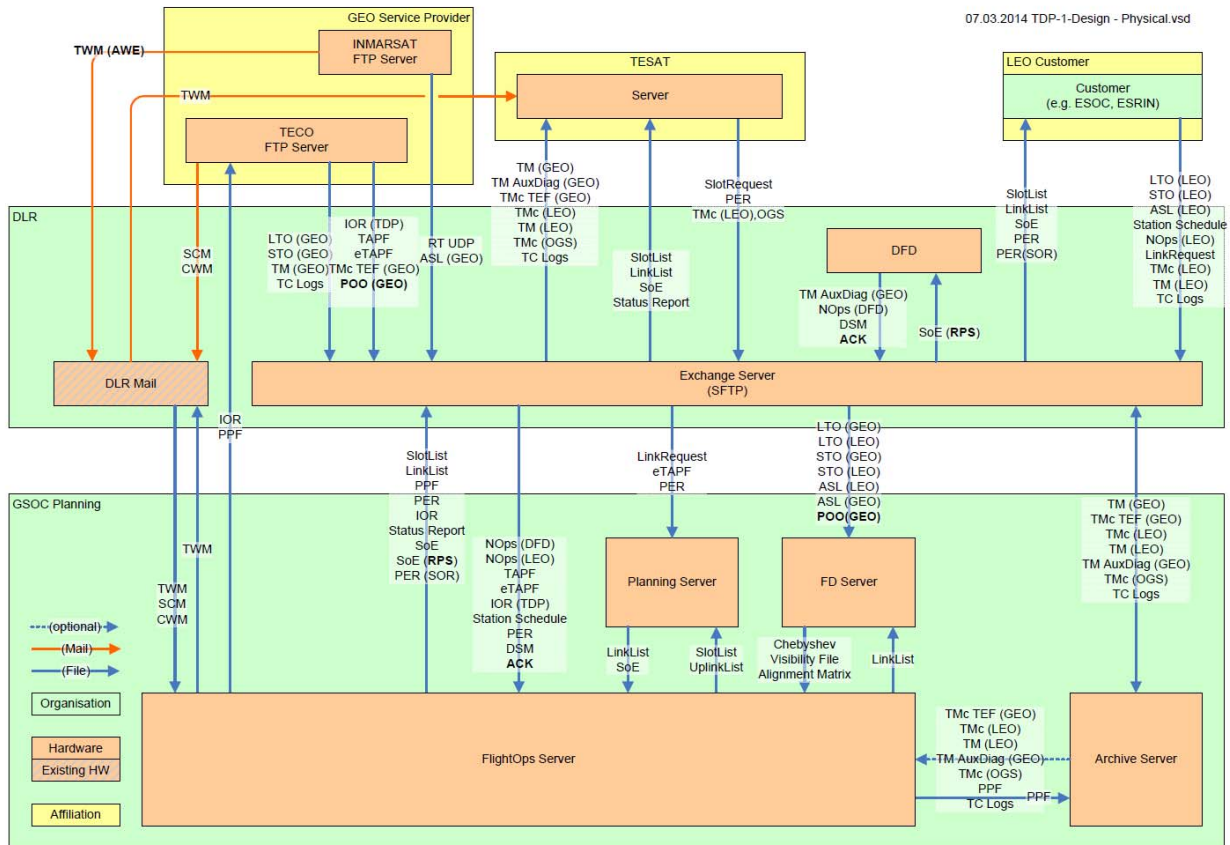 07.03.2014 TDP-1-Design - Physical.vsd
GEO Service Provider
INMARSAT
FTP Server
TWM (AWE)
TESAT
Server
LEO Customer
Customer
(e.g. ESOC, ESRIN)
TWM
TECO
FTP Server
DLR
SCM
CWM
LTO (GEO)
STO (GEO)
TM (GEO)
TC Logs
IOR (TDP)
TAPF
eTAPF
TMc TEF (GEO)
POO (GEO)
RT UDP
ASL (GEO)
TM (GEO)
TM AuxDiag (GEO)
TMc TEF (GEO)
TMc (LEO)
TM (LEO)
TMc (OGS)
TC Logs
SlotList
LinkList
SoE
Status Report
SlotRequest
PER
TMc (LEO),OGS
DFD
TM AuxDiag (GEO)
NOps (DFD)
DSM
ACK
SoE (RPS)
SlotList
LinkList
SoE
PER
PER(SOR)
LTO (LEO)
STO (LEO)
ASL (LEO)
Station Schedule
NOps (LEO)
LinkRequest
TMc (LEO)
TM (LEO)
TC Logs
DLR Mail
Exchange Server
(SFTP)
IOR
PPF
GSOC Planning
TWM
TWM
SCM
CWM
SlotList
LinkList
PPF
PER
IOR
Status Report
SoE
SoE (RPS)
PER (SOR)
NOps (DFD)
NOps (LEO)
TAPF
eTAPF
IOR (TDP)
Station Schedule
PER
DSM
ACK
LinkRequest
eTAPF
PER
LTO (GEO)
LTO (LEO)
STO (GEO)
STO (LEO)
ASL (LEO)
ASL (GEO)
POO(GEO)
TM (GEO)
TMc TEF (GEO)
TMc (LEO)
TM (LEO)
TM AuxDiag (GEO)
TMc (OGS)
TC Logs
Planning Server
FD Server
LinkList
SoE
SlotList
UplinkList
Chebyshev
Visibility File
Alignment Matrix
LinkList
(optional)
(Mail)
(File)
Organisation
Hardware
Existing HW
Affiliation
FlightOps Server
TMc TEF (GEO)
TMc (LEO)
TM (LEO)
TM AuxDiag (GEO)
TMc (OGS)
PPF
TC Logs
PPF
Archive Server